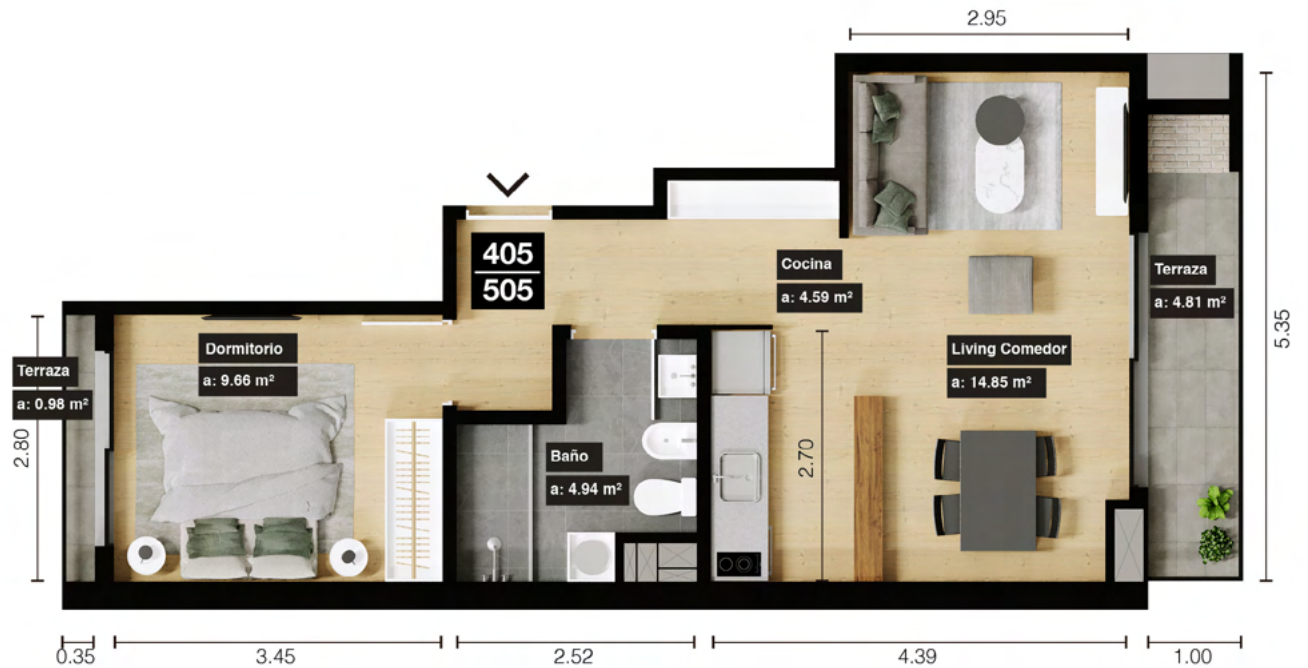 2.95
405
505
Cocina
a: 4.59 m²
Terraza
a: 4.81 m²
5.35
Dormitorio
a: 9.66 m²
Living Comedor
a: 14.85 m²
Terraza
a: 0.98 m²
2.80
2.70
Baño
a: 4.94 m²
0.35
3.45
2.52
4.39
1.00